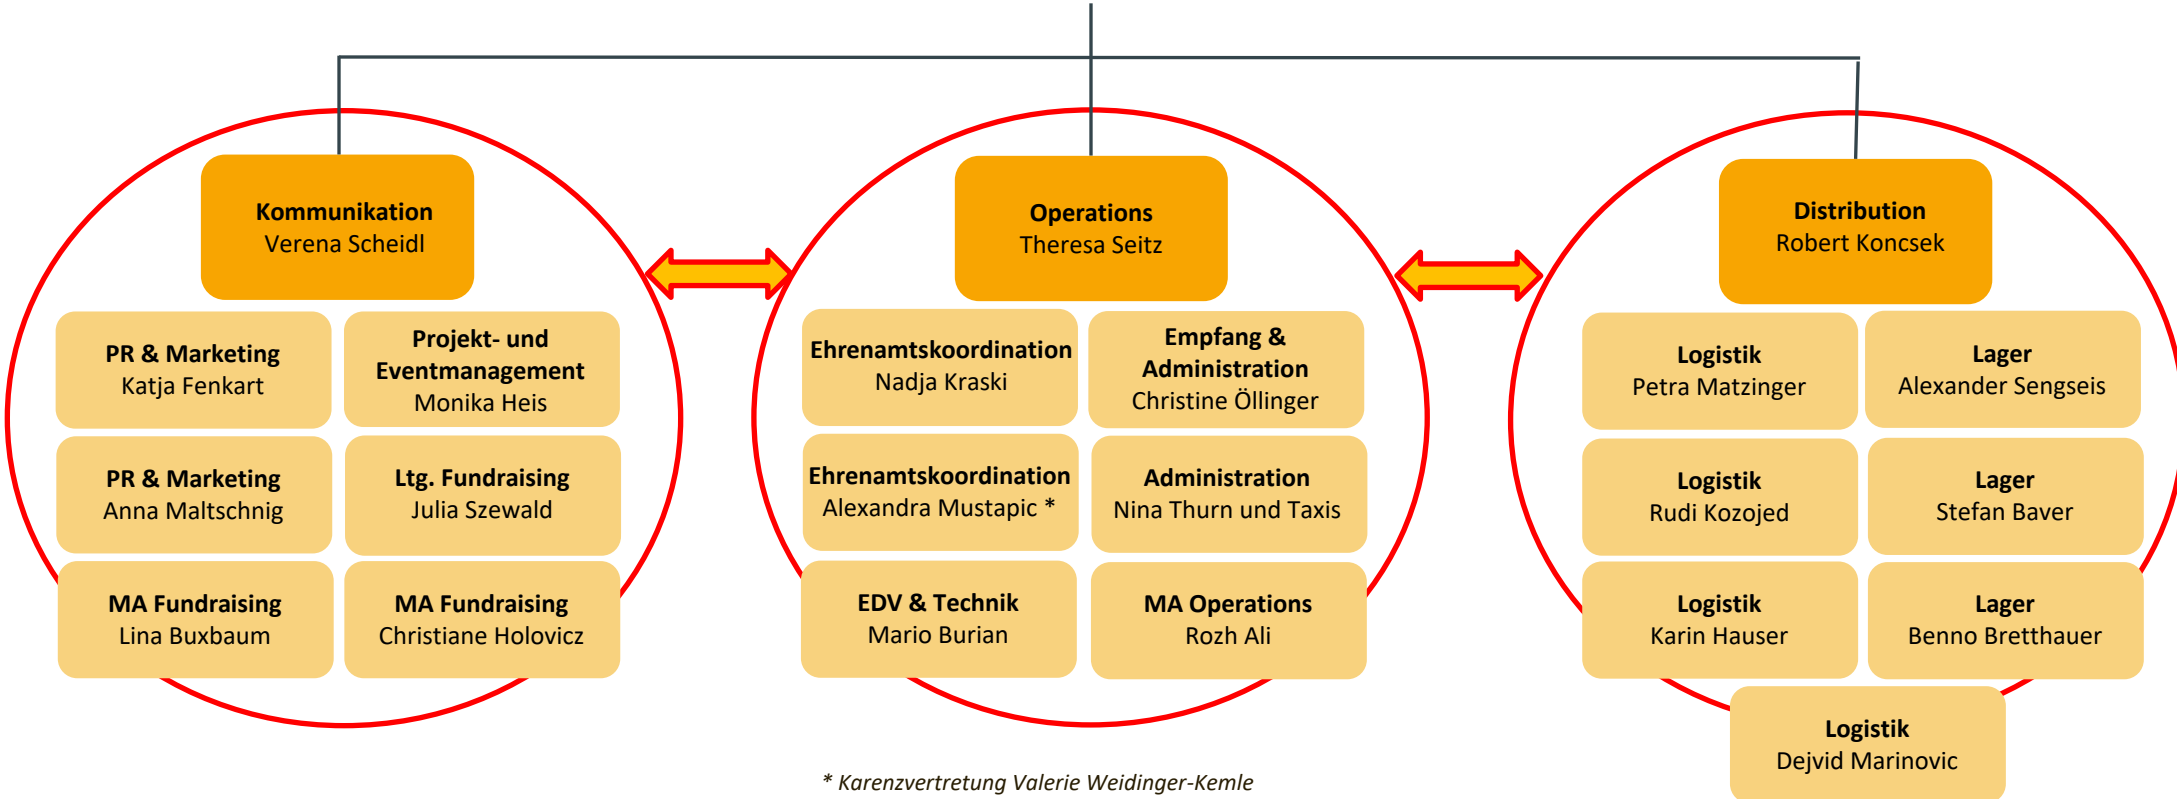 Kommunikation
Verena Scheidl
PR & Marketing
Katja Fenkart
Projekt- und
Eventmanagement
Monika Heis
PR & Marketing
Anna Maltschnig
Ltg. Fundraising
Julia Szewald
MA Fundraising
Lina Buxbaum
MA Fundraising
Christiane Holovicz
Operations
Theresa Seitz
Ehrenamtskoordination
Nadja Kraski
Empfang &
Administration
Christine Öllinger
Ehrenamtskoordination
Alexandra Mustapic *
Administration
Nina Thurn und Taxis
EDV & Technik
Mario Burian
MA Operations
Rozh Ali
Distribution
Robert Koncsek
Logistik
Petra Matzinger
Lager
Alexander Sengseis
Logistik
Rudi Kozojed
Lager
Stefan Baver
Logistik
Karin Hauser
Lager
Benno Bretthauer
Logistik
Dejvid Marinovic
* Karenzvertretung Valerie Weidinger-Kemle